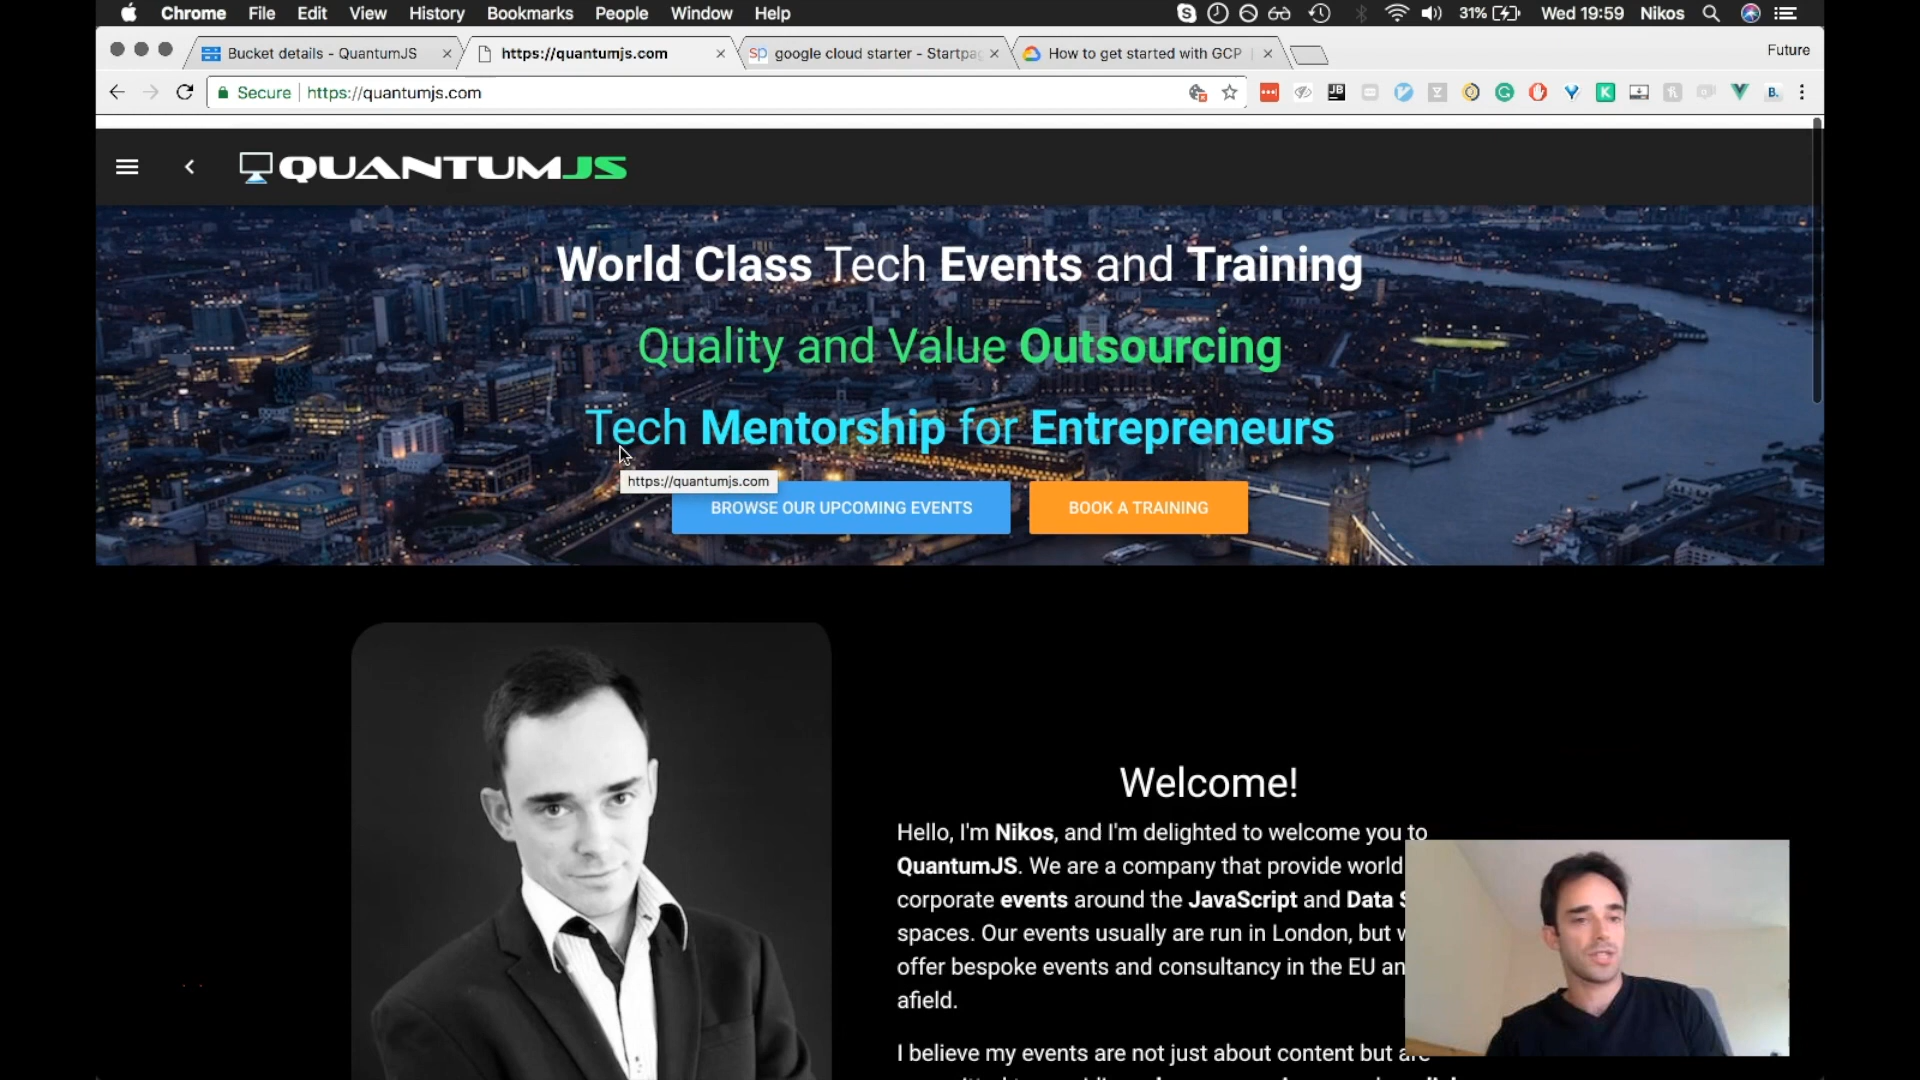 Chrome File Edit View History Bookmarks People Window Help 31% Wed 19:59 Nikos
Bucket details - QuantumJS https://quantumjs.com google cloud starter - Startpag How to get started with GCP Future
Secure https://quantumjs.com
QUANTUMJS
World Class Tech Events and Training
Quality and Value Outsourcing
Tech Mentorship for Entrepreneurs
https://quantumjs.com
BROWSE OUR UPCOMING EVENTS BOOK A TRAINING
Welcome!
Hello, I'm Nikos, and I'm delighted to welcome you to
QuantumJS. We are a company that provide world
corporate events around the JavaScript and Data
spaces. Our events usually are run in London, but
offer bespoke events and consultancy in the EU
afield.
I believe my events are not just about content but are